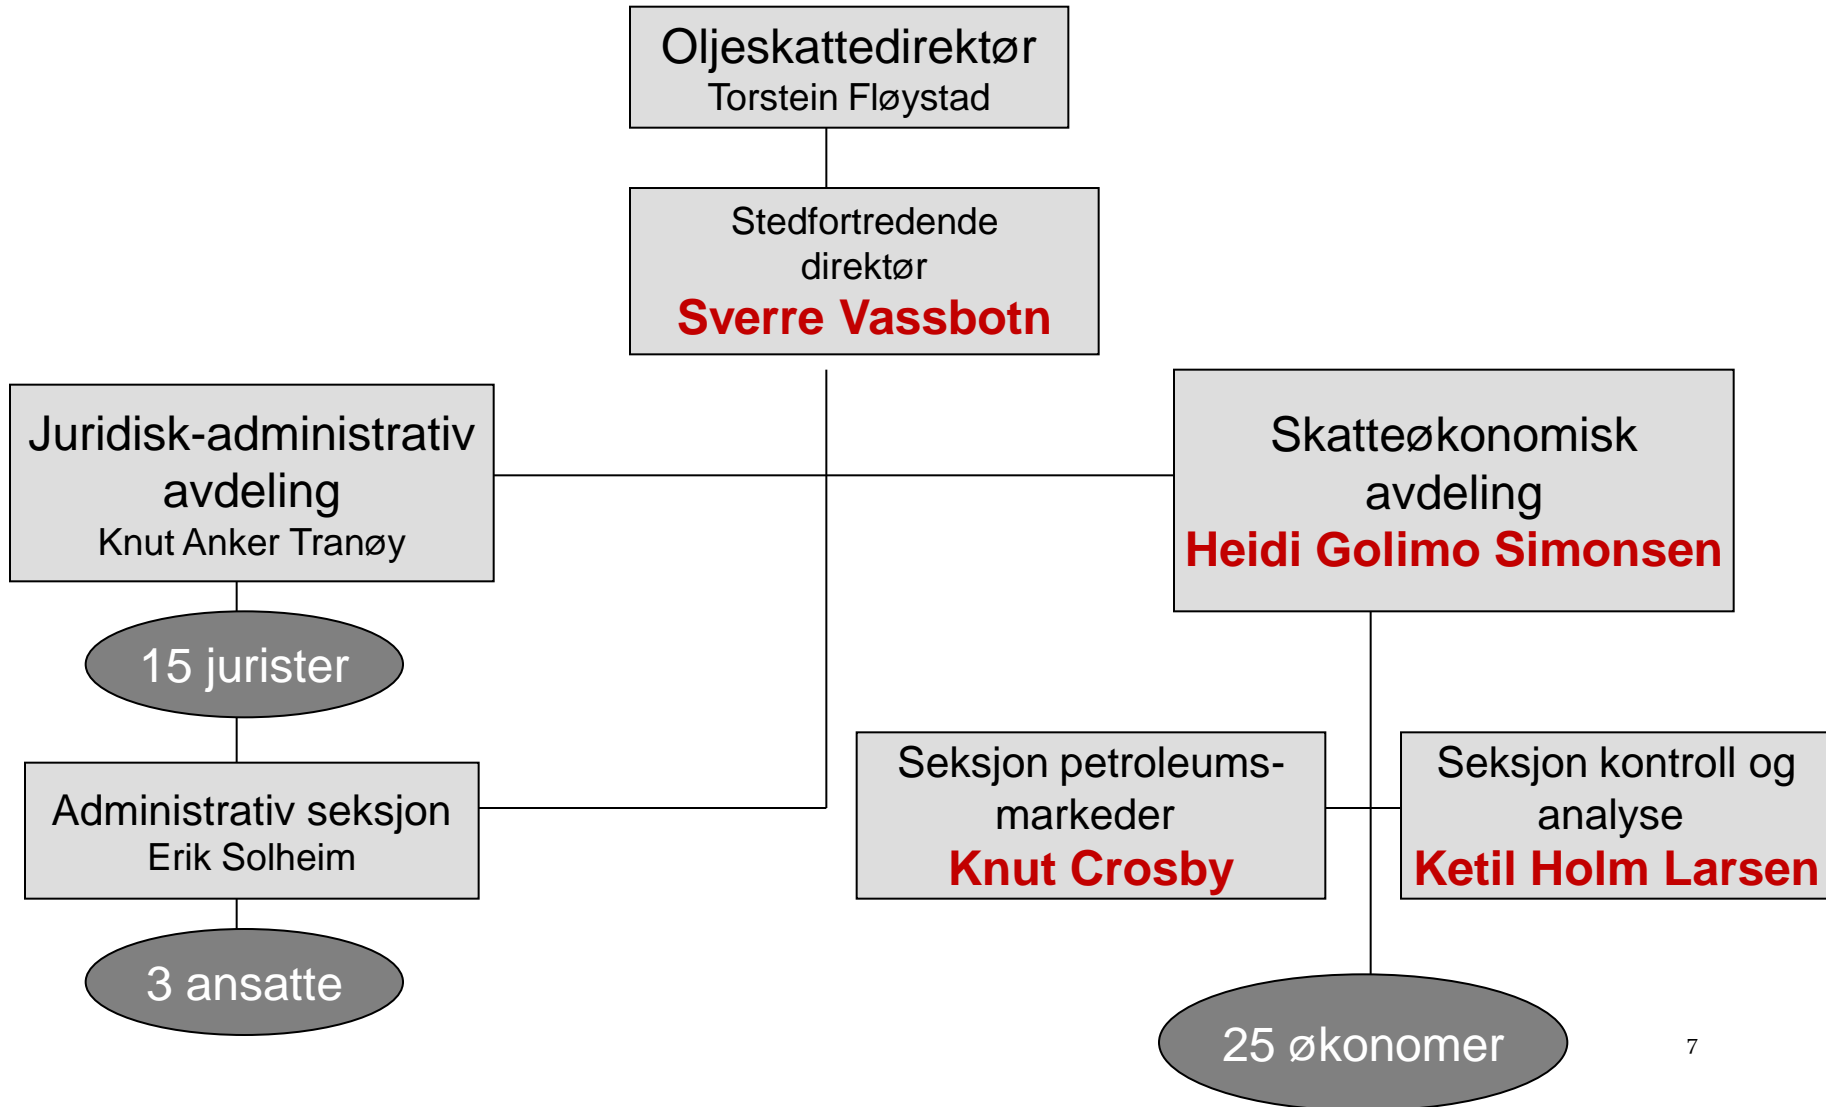 Oljeskattedirektør
Torstein Fløystad
Stedfortredende
direktør
Sverre Vassbotn
Juridisk-administrativ
avdeling
Knut Anker Tranøy
Skatteøkonomisk
avdeling
Heidi Golimo Simonsen
15 jurister
Administrativ seksjon
Erik Solheim
3 ansatte
Seksjon petroleums-
markeder
Knut Crosby
Seksjon kontroll og
analyse
Ketil Holm Larsen
25 økonomer
7